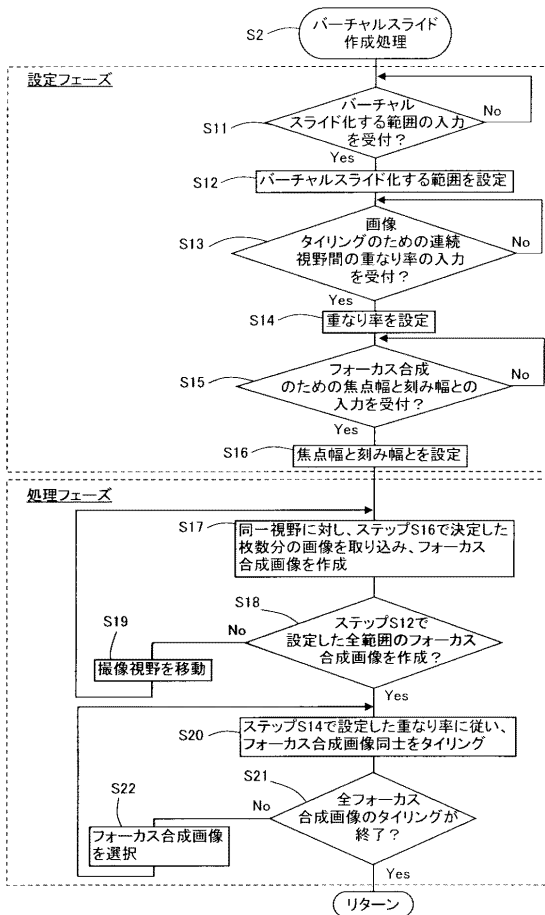 S2
バーチャルスライド
作成処理
設定フェーズ
S11
バーチャル
スライド化する範囲の入力
を受付？
No
Yes
S12
バーチャルスライド化する範囲を設定
S13
画像
タイリングのための連続
視野間の重なり率の入力
を受付？
No
Yes
S14
重なり率を設定
S15
フォーカス合成
のための焦点幅と刻み幅との
入力を受付？
No
Yes
S16
焦点幅と刻み幅とを設定
処理フェーズ
S17
同一視野に対し、ステップS16で決定した
枚数分の画像を取り込み、フォーカス
合成画像を作成
S18
ステップS12で
設定した全範囲のフォーカス
合成画像を作成？
No
Yes
S19
撮像視野を移動
S20
ステップS14で設定した重なり率に従い、
フォーカス合成画像同士をタイリング
S21
全フォーカス
合成画像のタイリングが
終了？
No
Yes
S22
フォーカス合成画像
を選択
リターン